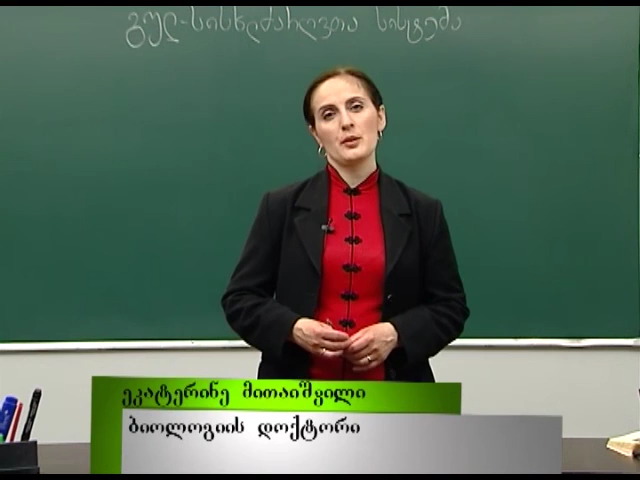 გულ-სისხლძარღვთა სისტემა
ეკატერინე მითაიშვილი
ბიოლოგიის დოქტორი